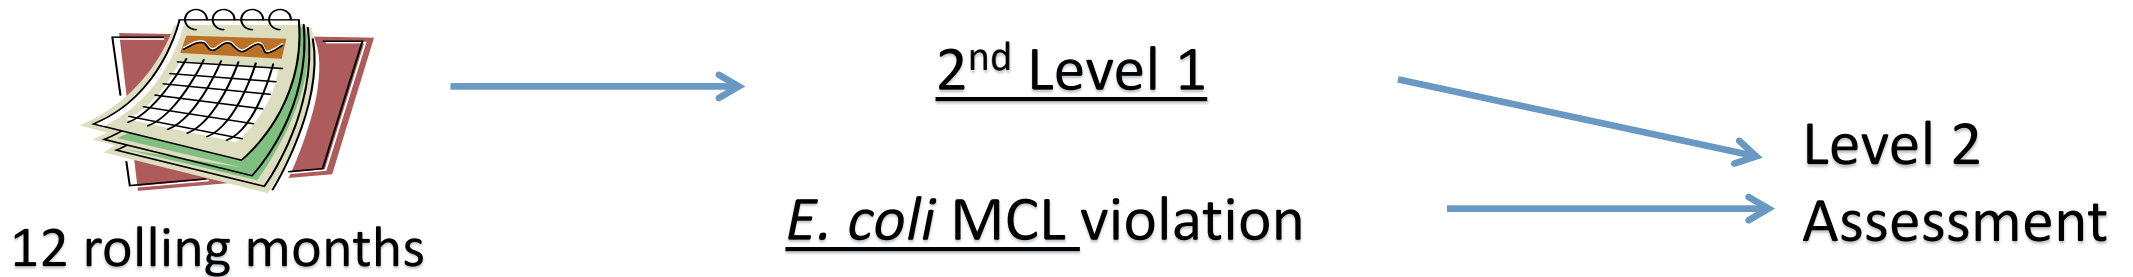 12 rolling months
2nd Level 1
E. coli MCL violation
Level 2
Assessment